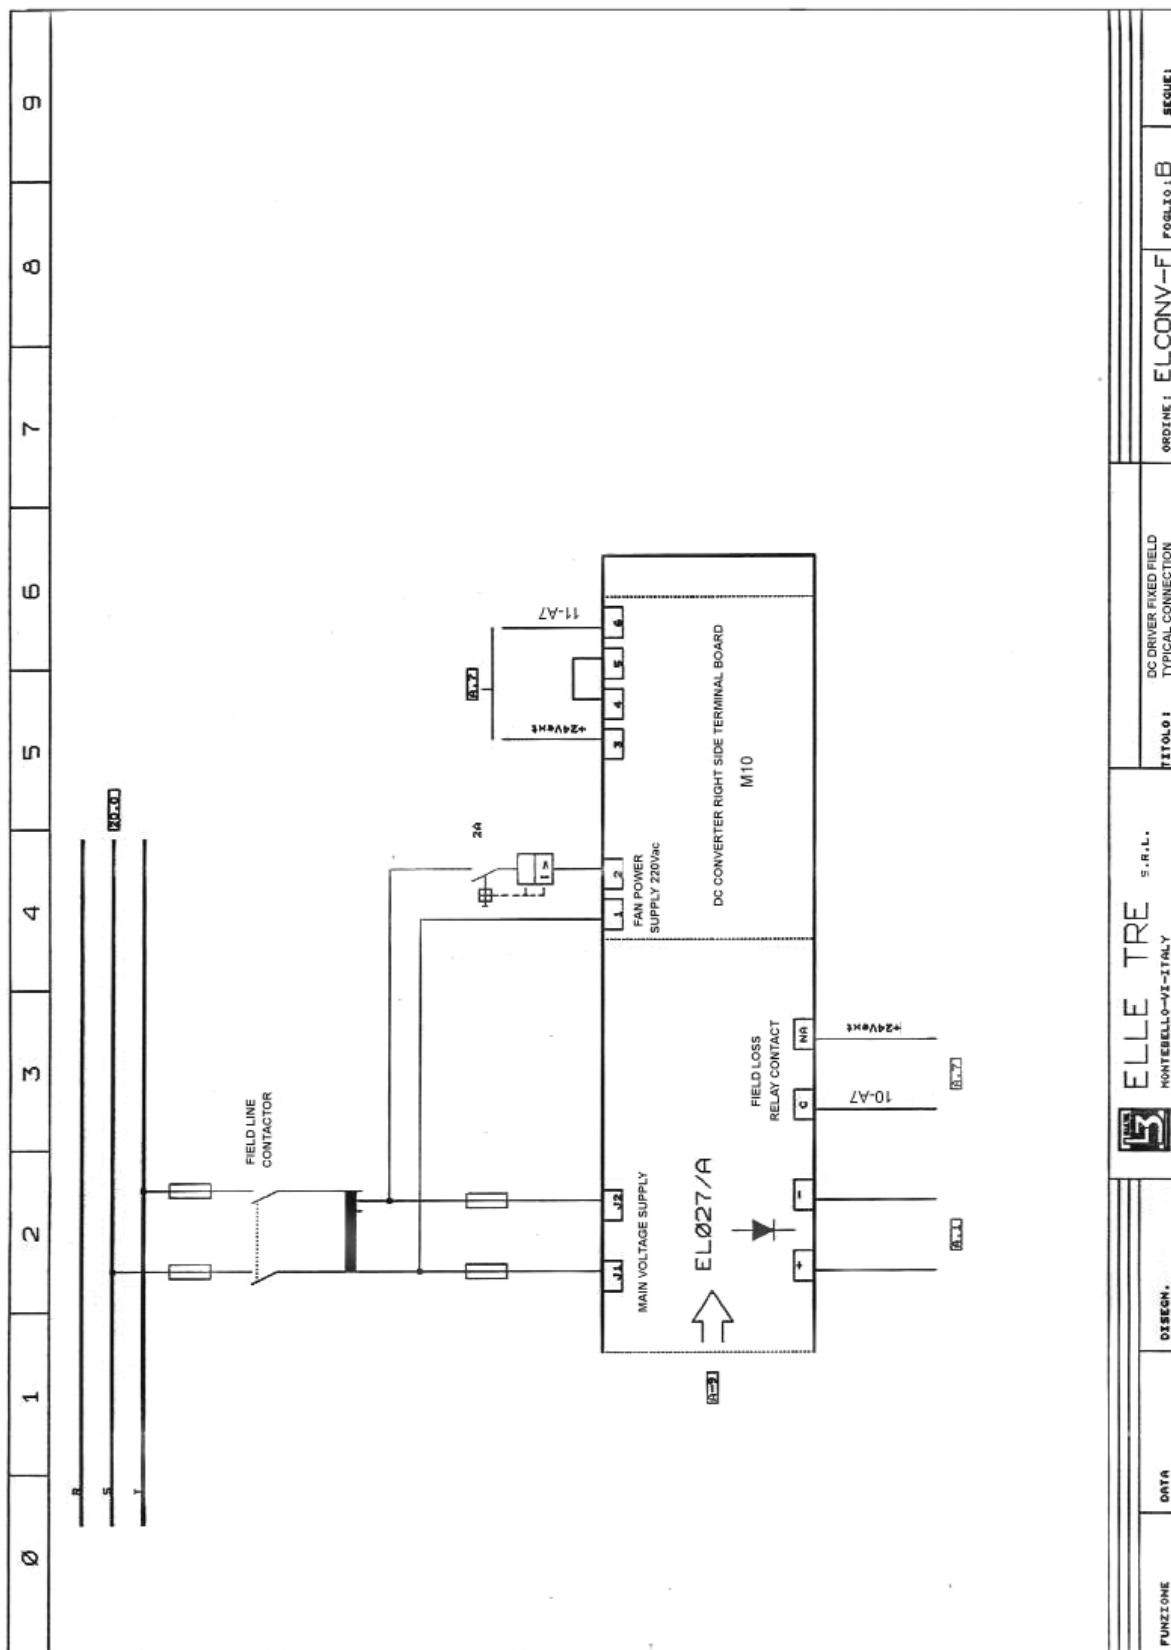 0 1 2 3 4 5 6 7 8 9
R
S
T
20.0
FIELD LINE
CONTACTOR
2A
I >
A.7
+24Vext
11-A7
J1 J2 1 2 3 4 5 6
MAIN VOLTAGE SUPPLY
FAN POWER
SUPPLY 220Vac
A-9
EL027/A
DC CONVERTER RIGHT SIDE TERMINAL BOARD
M10
FIELD LOSS
RELAY CONTACT
+ - C NA
10-A7
+24Vext
A.1
A.7
FUNZIONE
DATA
DISEGN.
L3
ELLE TRE S.R.L.
MONTEBELLO-VI-ITALY
TITOLO:
DC DRIVER FIXED FIELD
TYPICAL CONNECTION
ORDINE: ELCONV-F
FOGLIO: B
SEGUE: